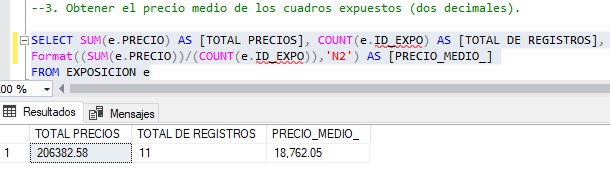 --3. Obtener el precio medio de los cuadros expuestos (dos decimales).
SELECT SUM(e.PRECIO) AS [TOTAL PRECIOS], COUNT(e.ID_EXPO) AS [TOTAL DE REGISTROS],
Format((SUM(e.PRECIO))/(COUNT(e.ID_EXPO)),'N2') AS [PRECIO_MEDIO_]
FROM EXPOSICION e
00 %
Resultados Mensajes
TOTAL PRECIOS TOTAL DE REGISTROS PRECIO_MEDIO_
1 206382.58 11 18,762.05